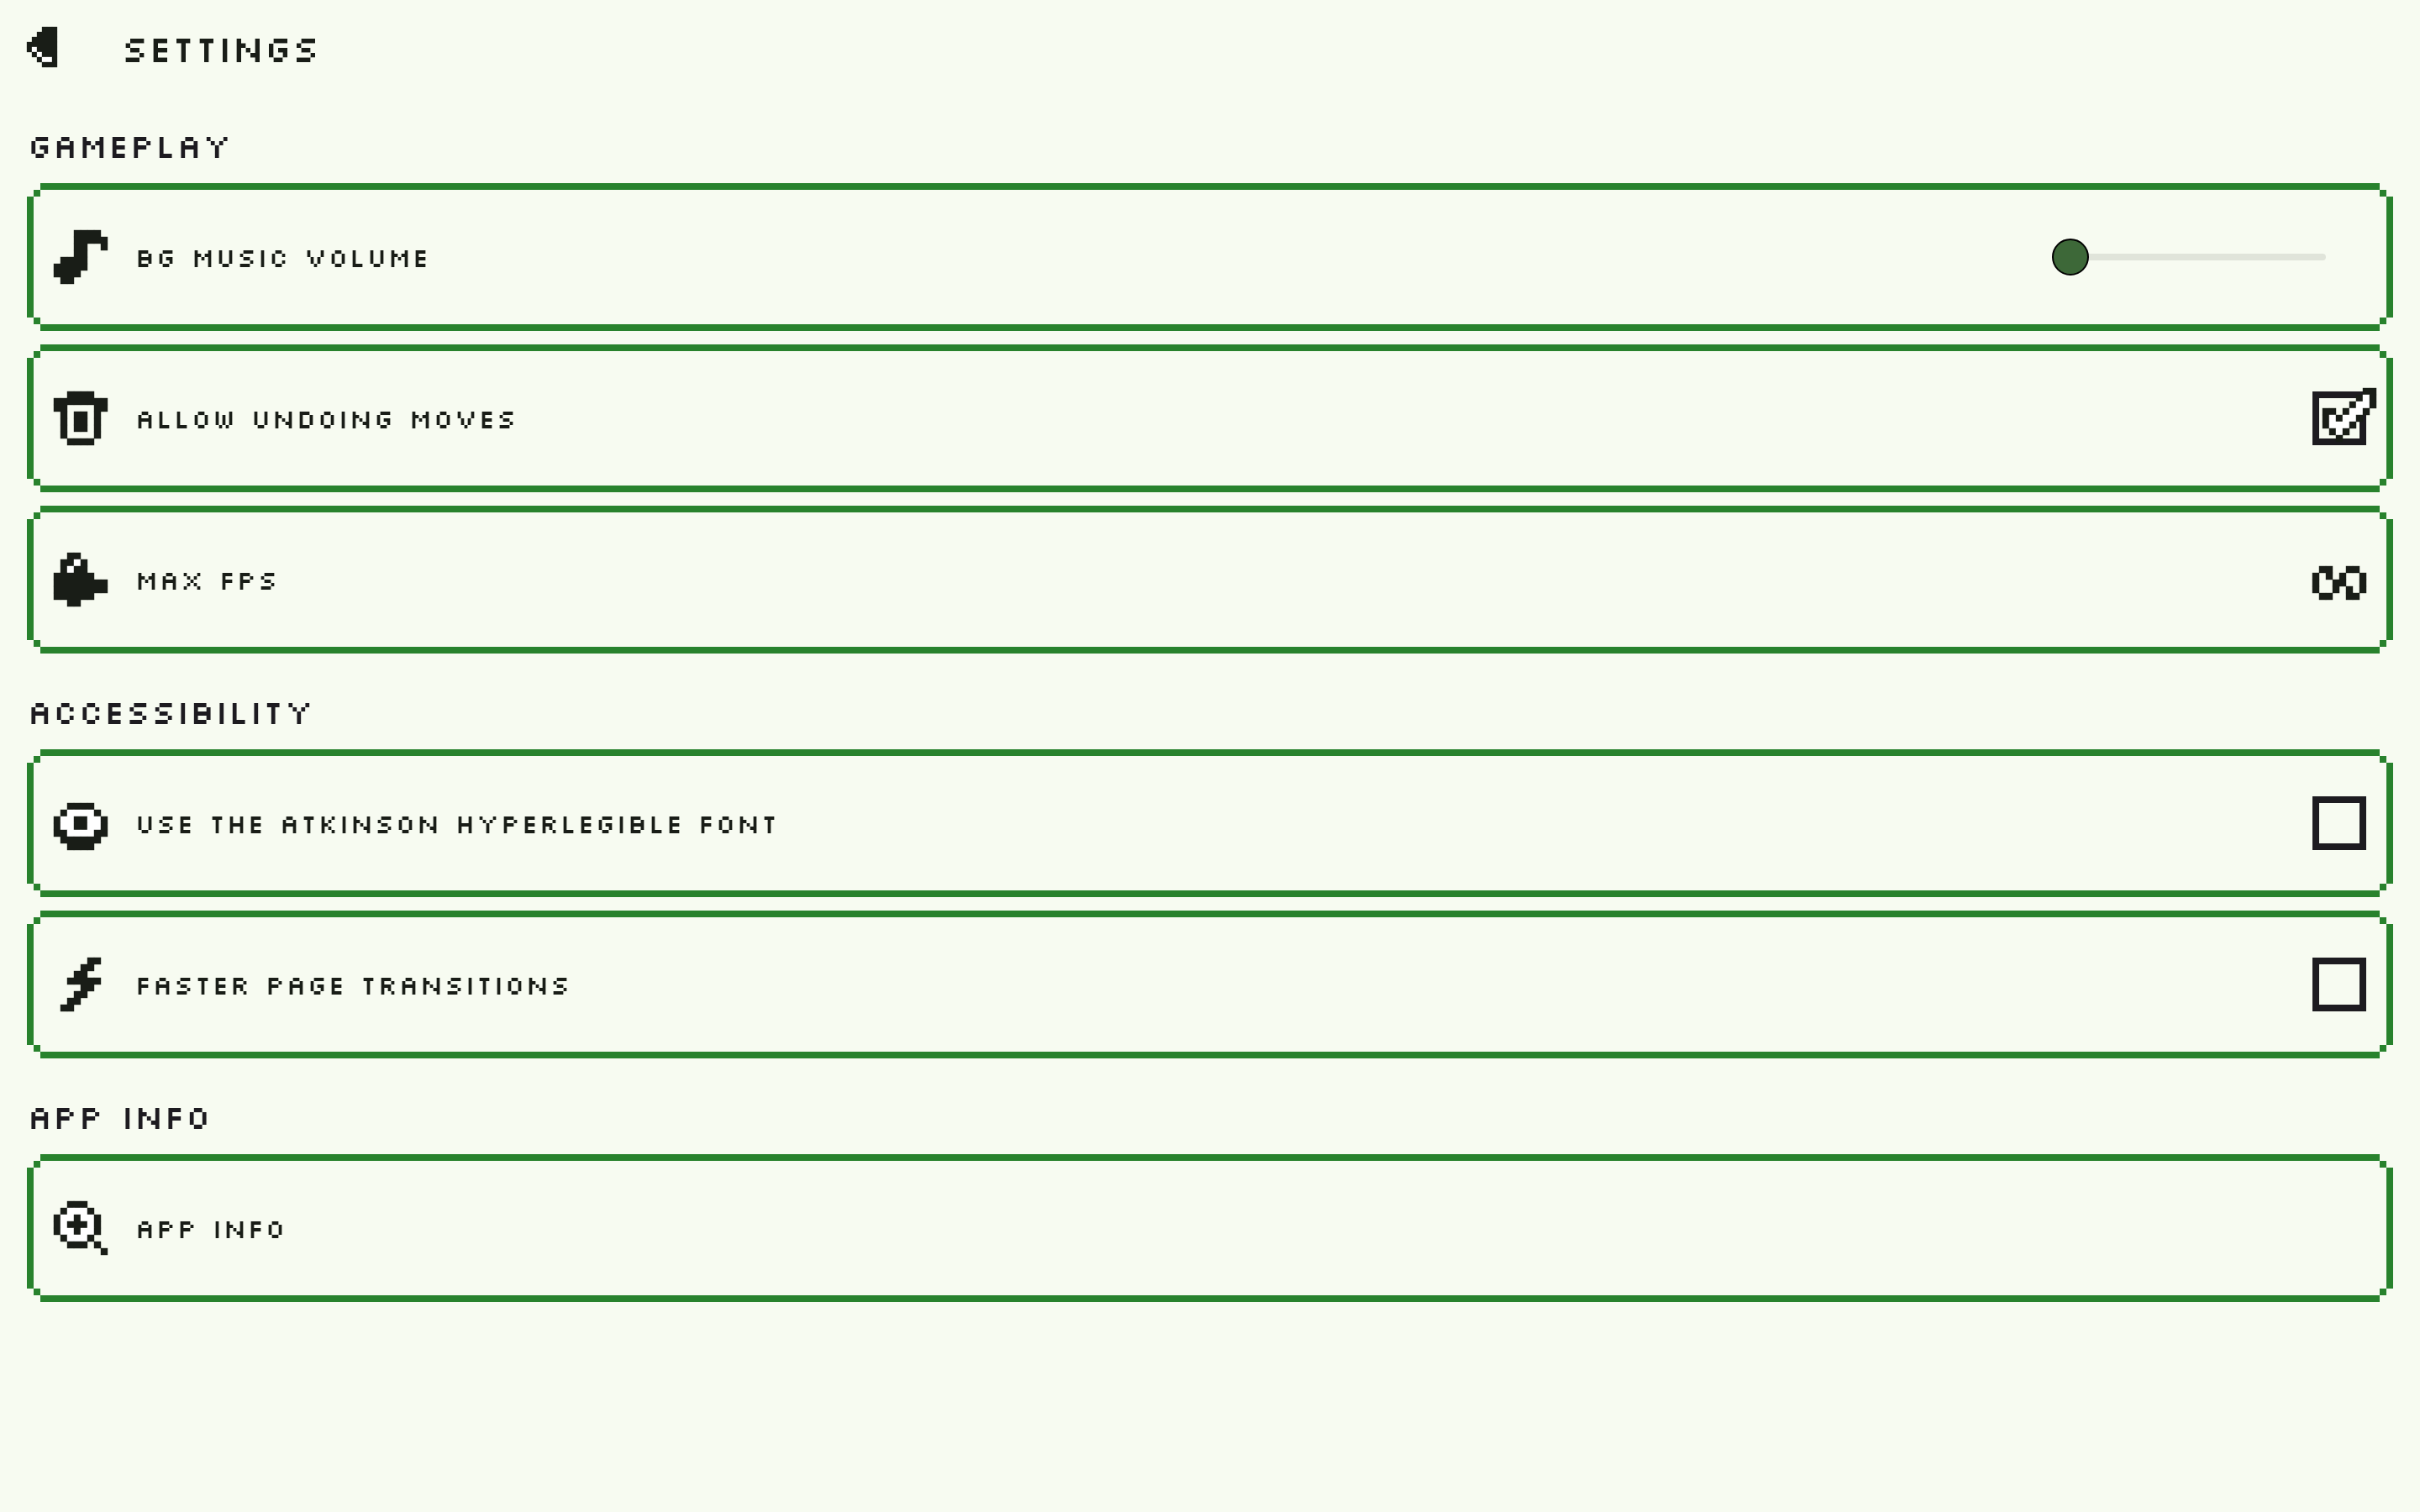 SETTINGS
GAMEPLAY
BG MUSIC VOLUME
ALLOW UNDOING MOVES
MAX FPS
∞
ACCESSIBILITY
USE THE ATKINSON HYPERLEGIBLE FONT
FASTER PAGE TRANSITIONS
APP INFO
APP INFO